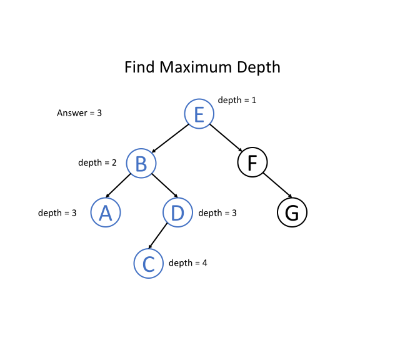 Find Maximum Depth
depth = 1
Answer = 3
E
depth = 2
B
F
depth = 3
A
D
depth = 3
G
C
depth = 4